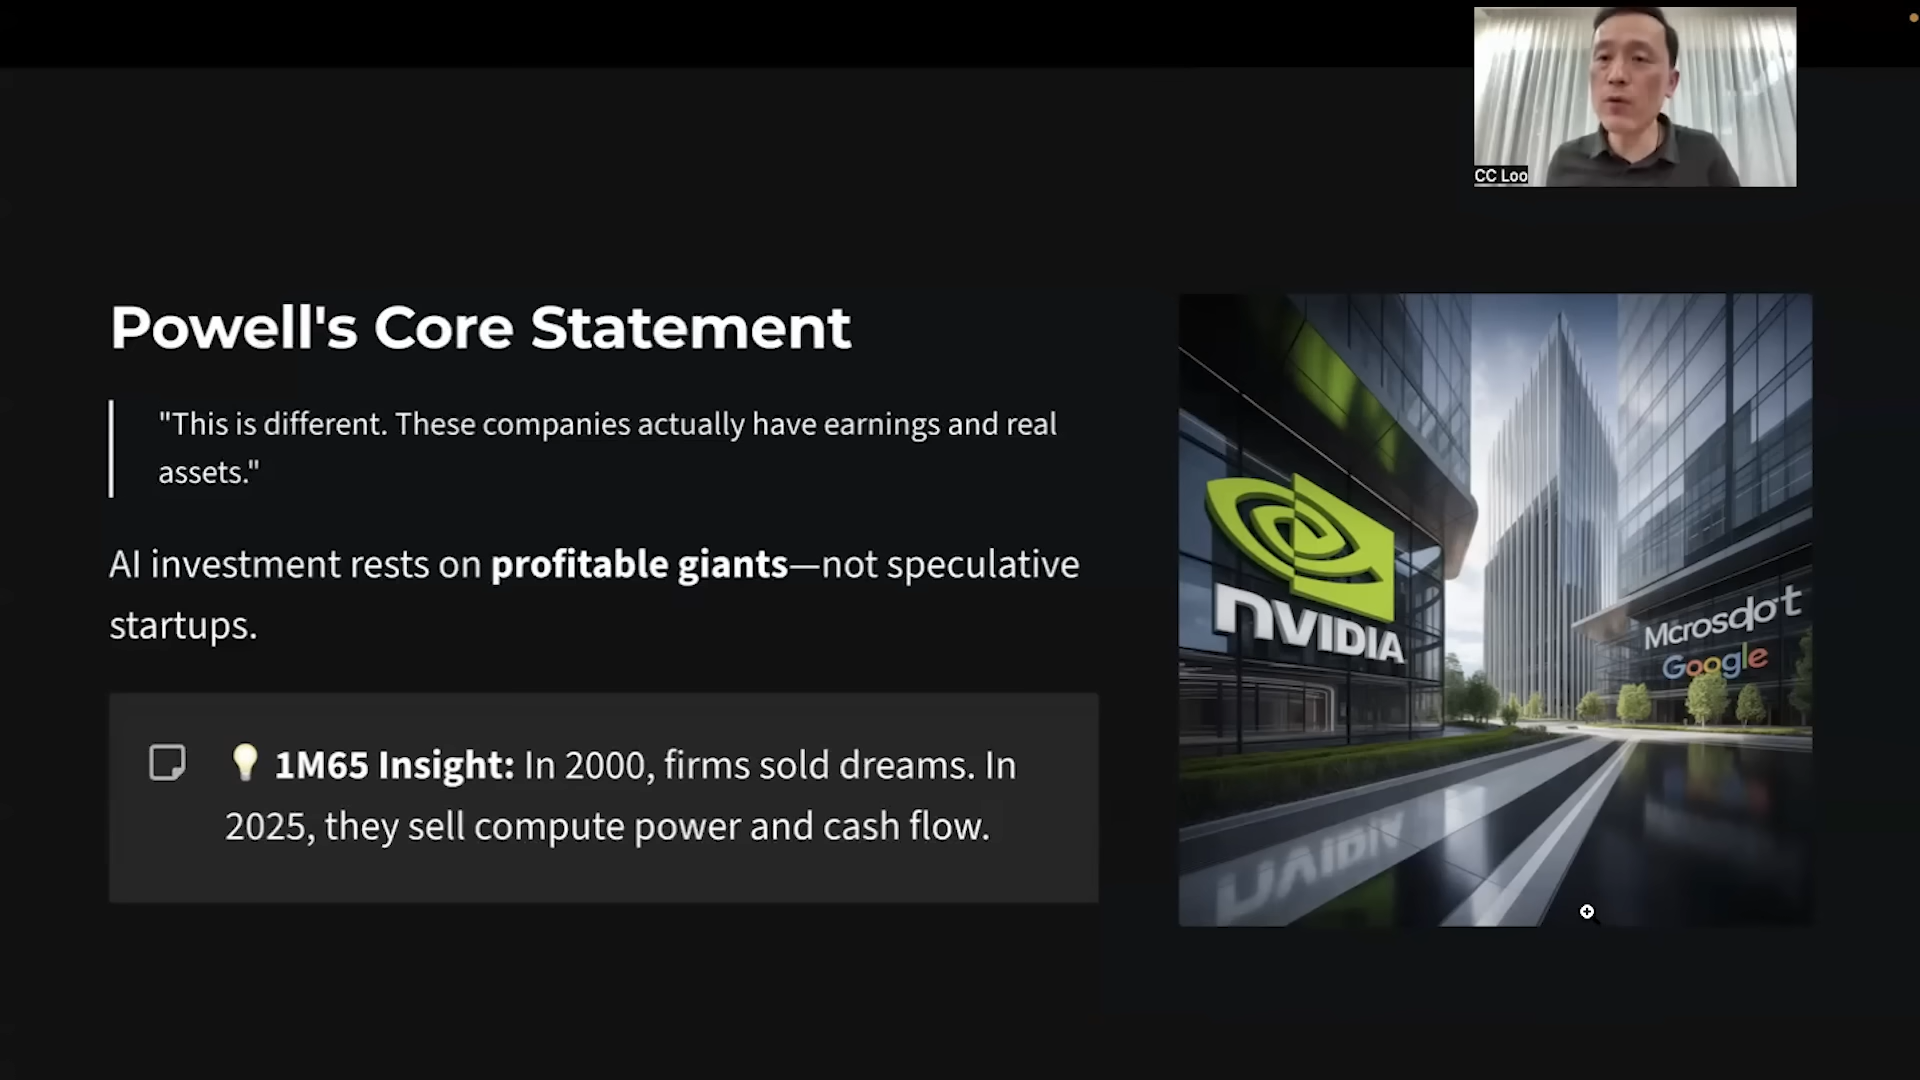 CC Loo
Powell's Core Statement
"This is different. These companies actually have earnings and real
assets."
AI investment rests on profitable giants—not speculative
startups.
1M65 Insight: In 2000, firms sold dreams. In
2025, they sell compute power and cash flow.
nVIDIA
Mcrosdot
Google